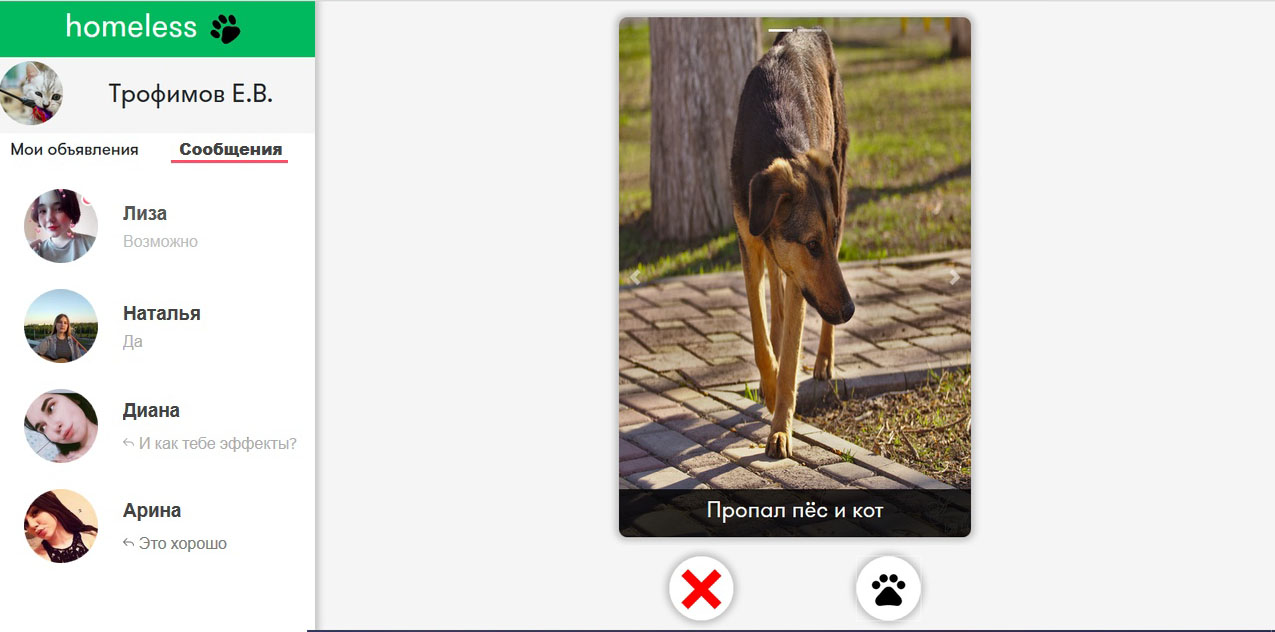 homeless
Трофимов Е.В.
Мои объявления Сообщения
Лиза
Возможно
Наталья
Да
Диана
И как тебе эффекты?
Арина
Это хорошо
Пропал пёс и кот